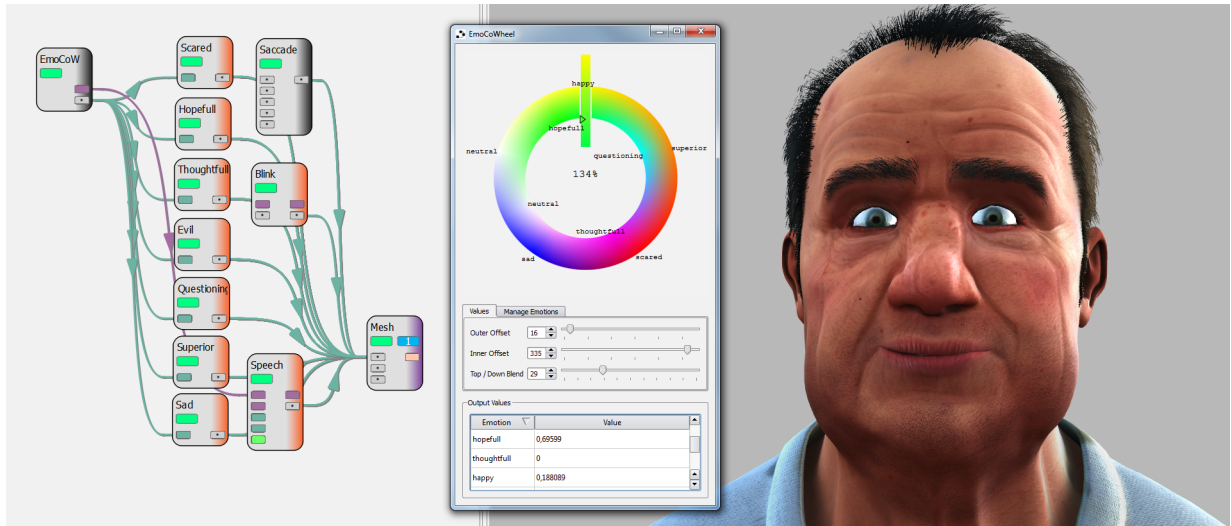 EmoCoW
Scared
Hopefull
Thoughtfull
Evil
Questioning
Superior
Sad
Saccade
Blink
Speech
Mesh
1
EmoCoWheel
happy
hopefull
neutral
superior
questioning
134%
neutral
thoughtfull
sad
scared
Values
Manage Emotions
Outer Offset
16
Inner Offset
335
Top / Down Blend
29
Output Values
Emotion
Value
hopefull
0,69599
thoughtfull
0
happy
0,188089